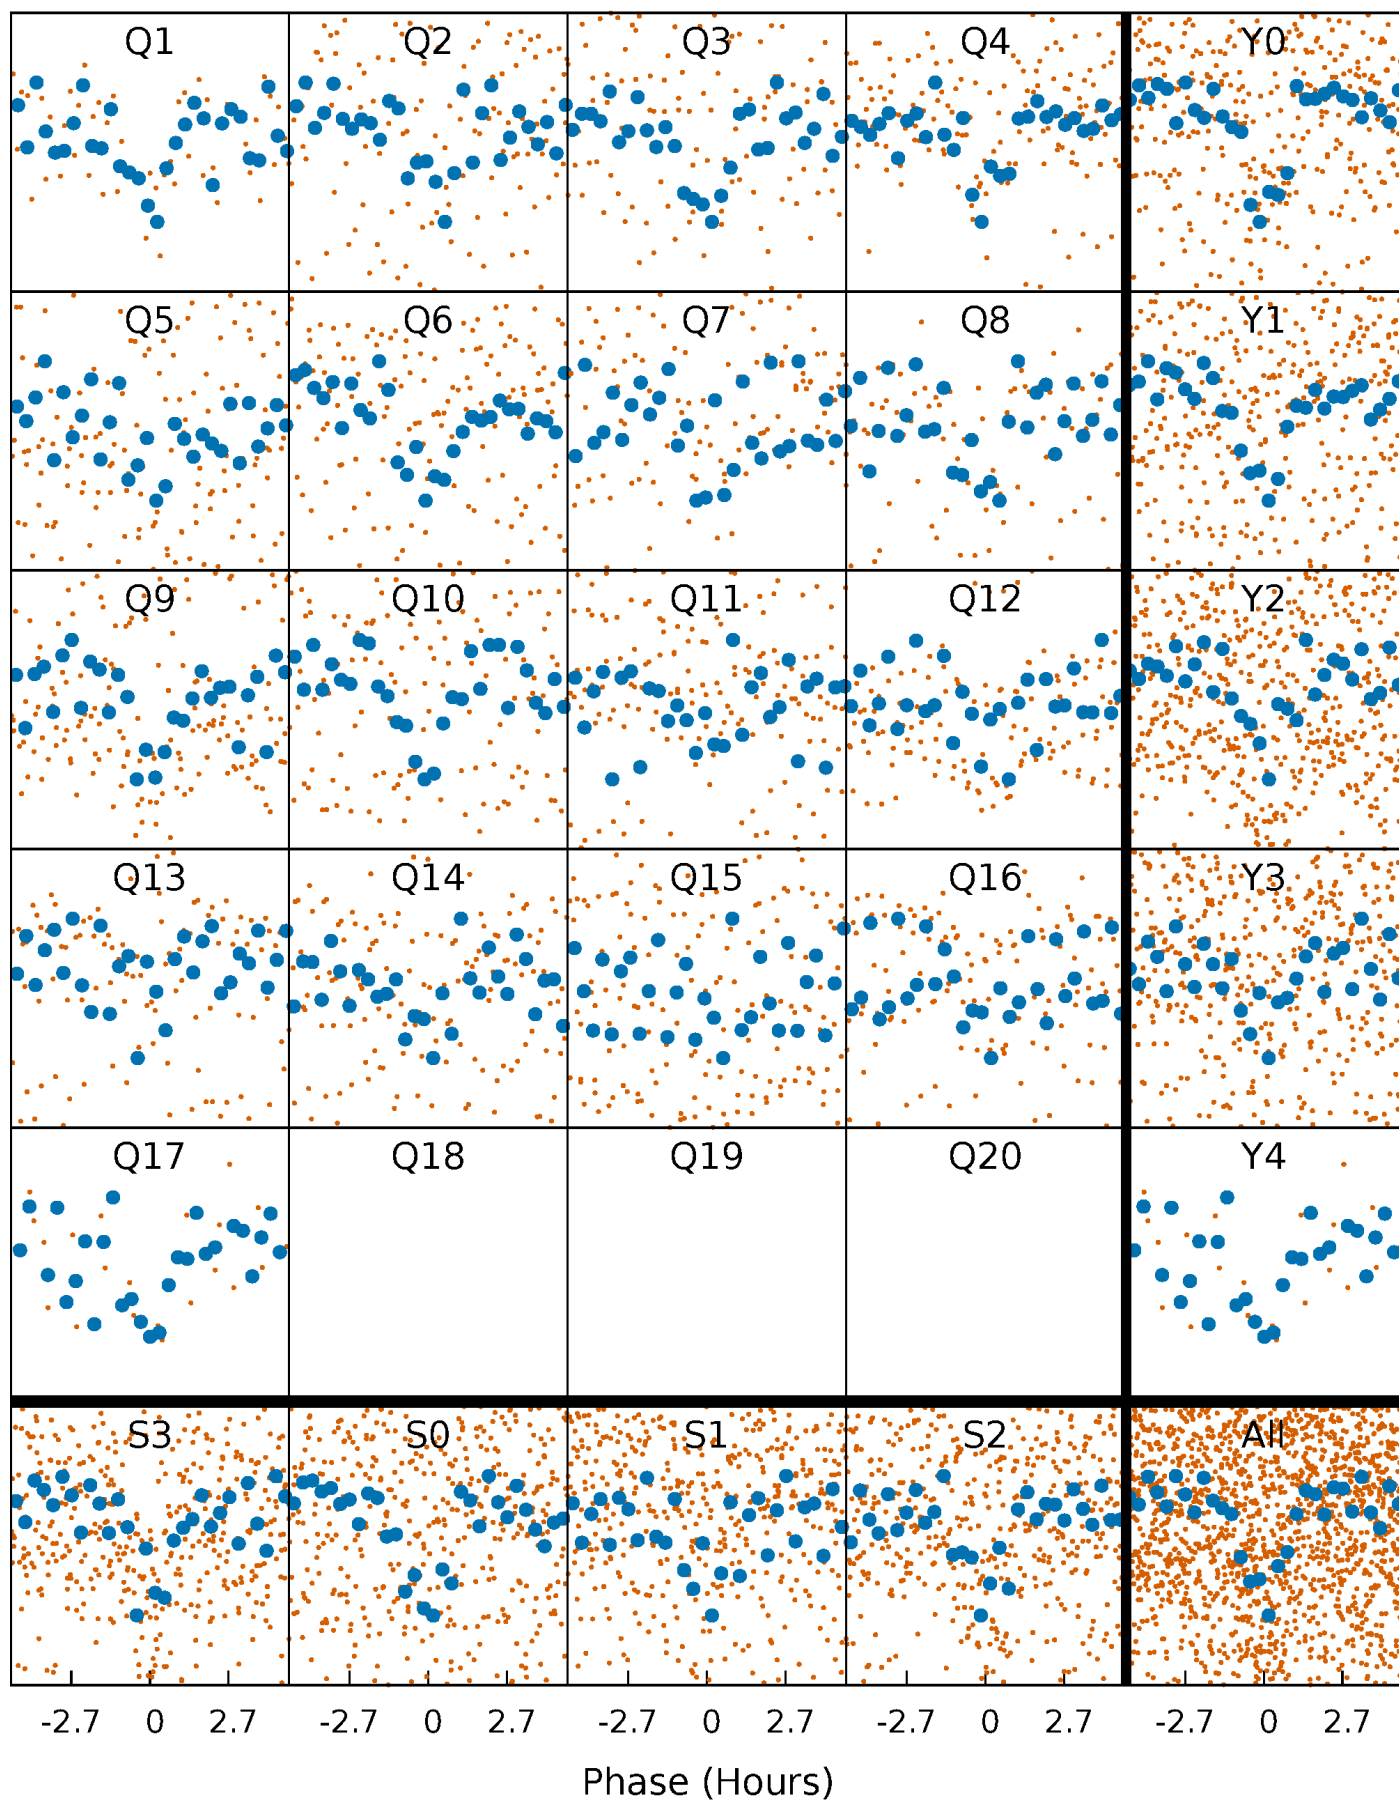 Q1 Q2 Q3 Q4 Y0
Q5 Q6 Q7 Q8 Y1
Q9 Q10 Q11 Q12 Y2
Q13 Q14 Q15 Q16 Y3
Q17 Q18 Q19 Q20 Y4
S3 S0 S1 S2 All
-2.7 0 2.7 -2.7 0 2.7 -2.7 0 2.7 -2.7 0 2.7 -2.7 0 2.7
Phase (Hours)